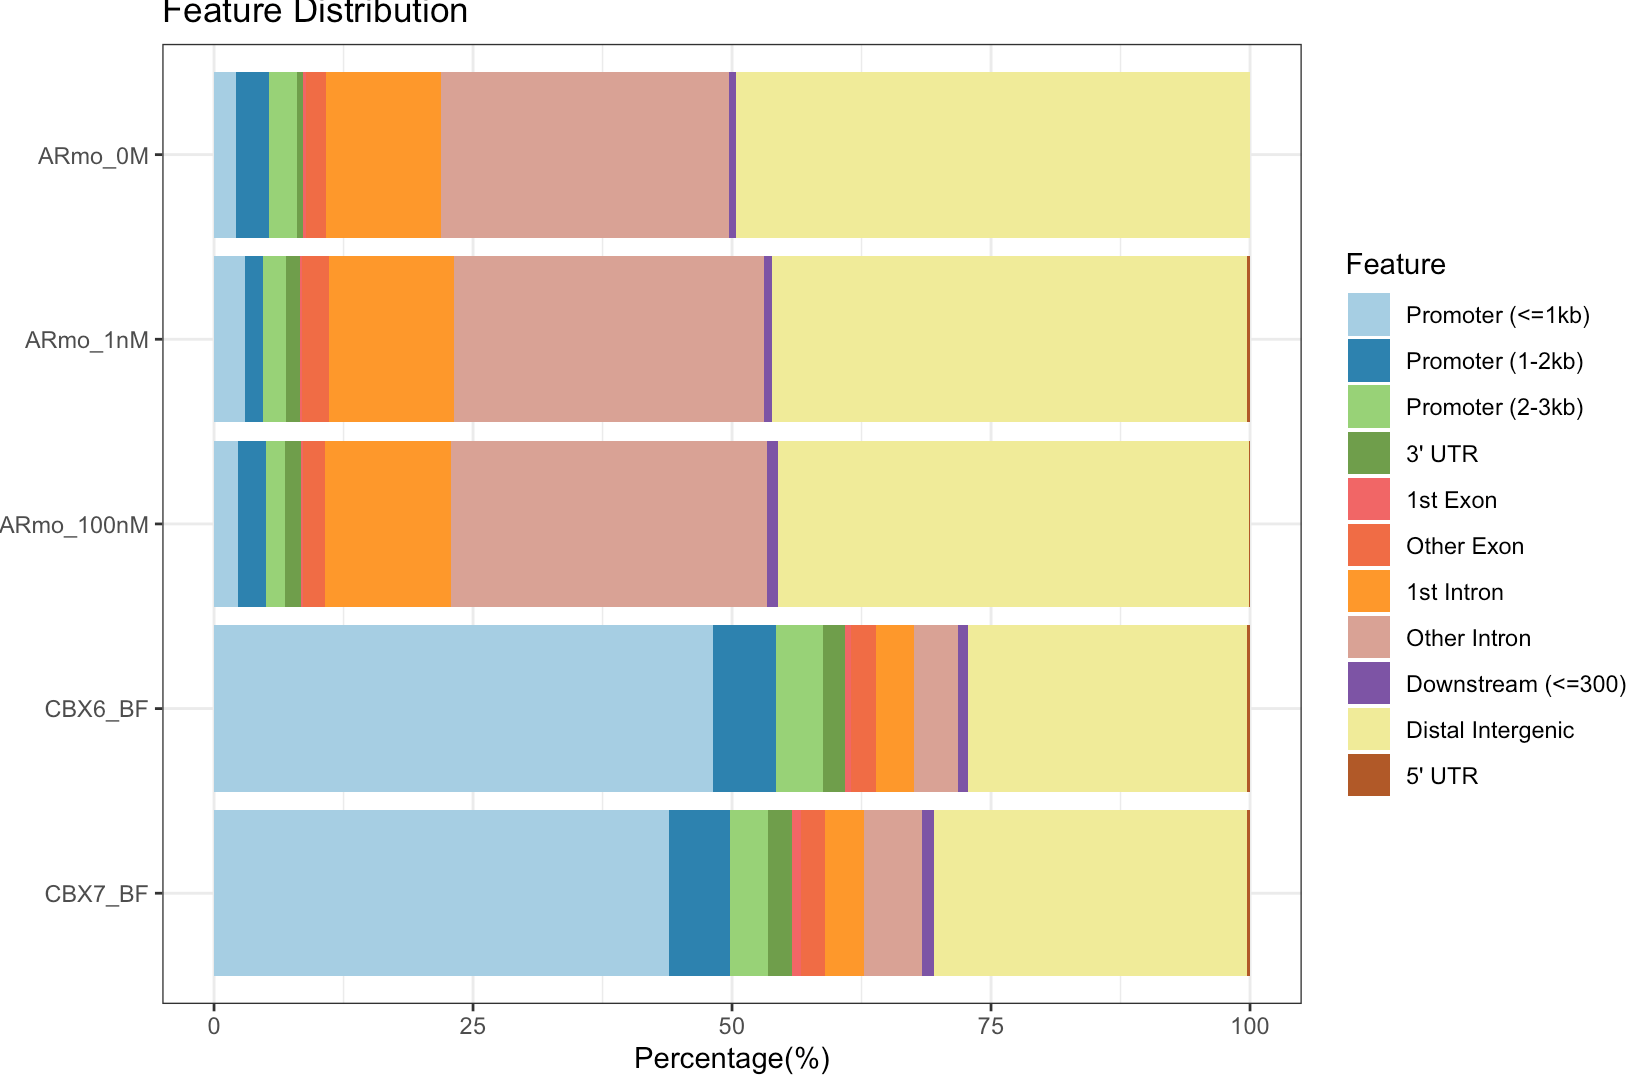 Feature Distribution
ARmo_0M
ARmo_1nM
ARmo_100nM
CBX6_BF
CBX7_BF
0 25 50 75 100
Percentage(%)
Feature
Promoter (<=1kb)
Promoter (1-2kb)
Promoter (2-3kb)
3' UTR
1st Exon
Other Exon
1st Intron
Other Intron
Downstream (<=300)
Distal Intergenic
5' UTR